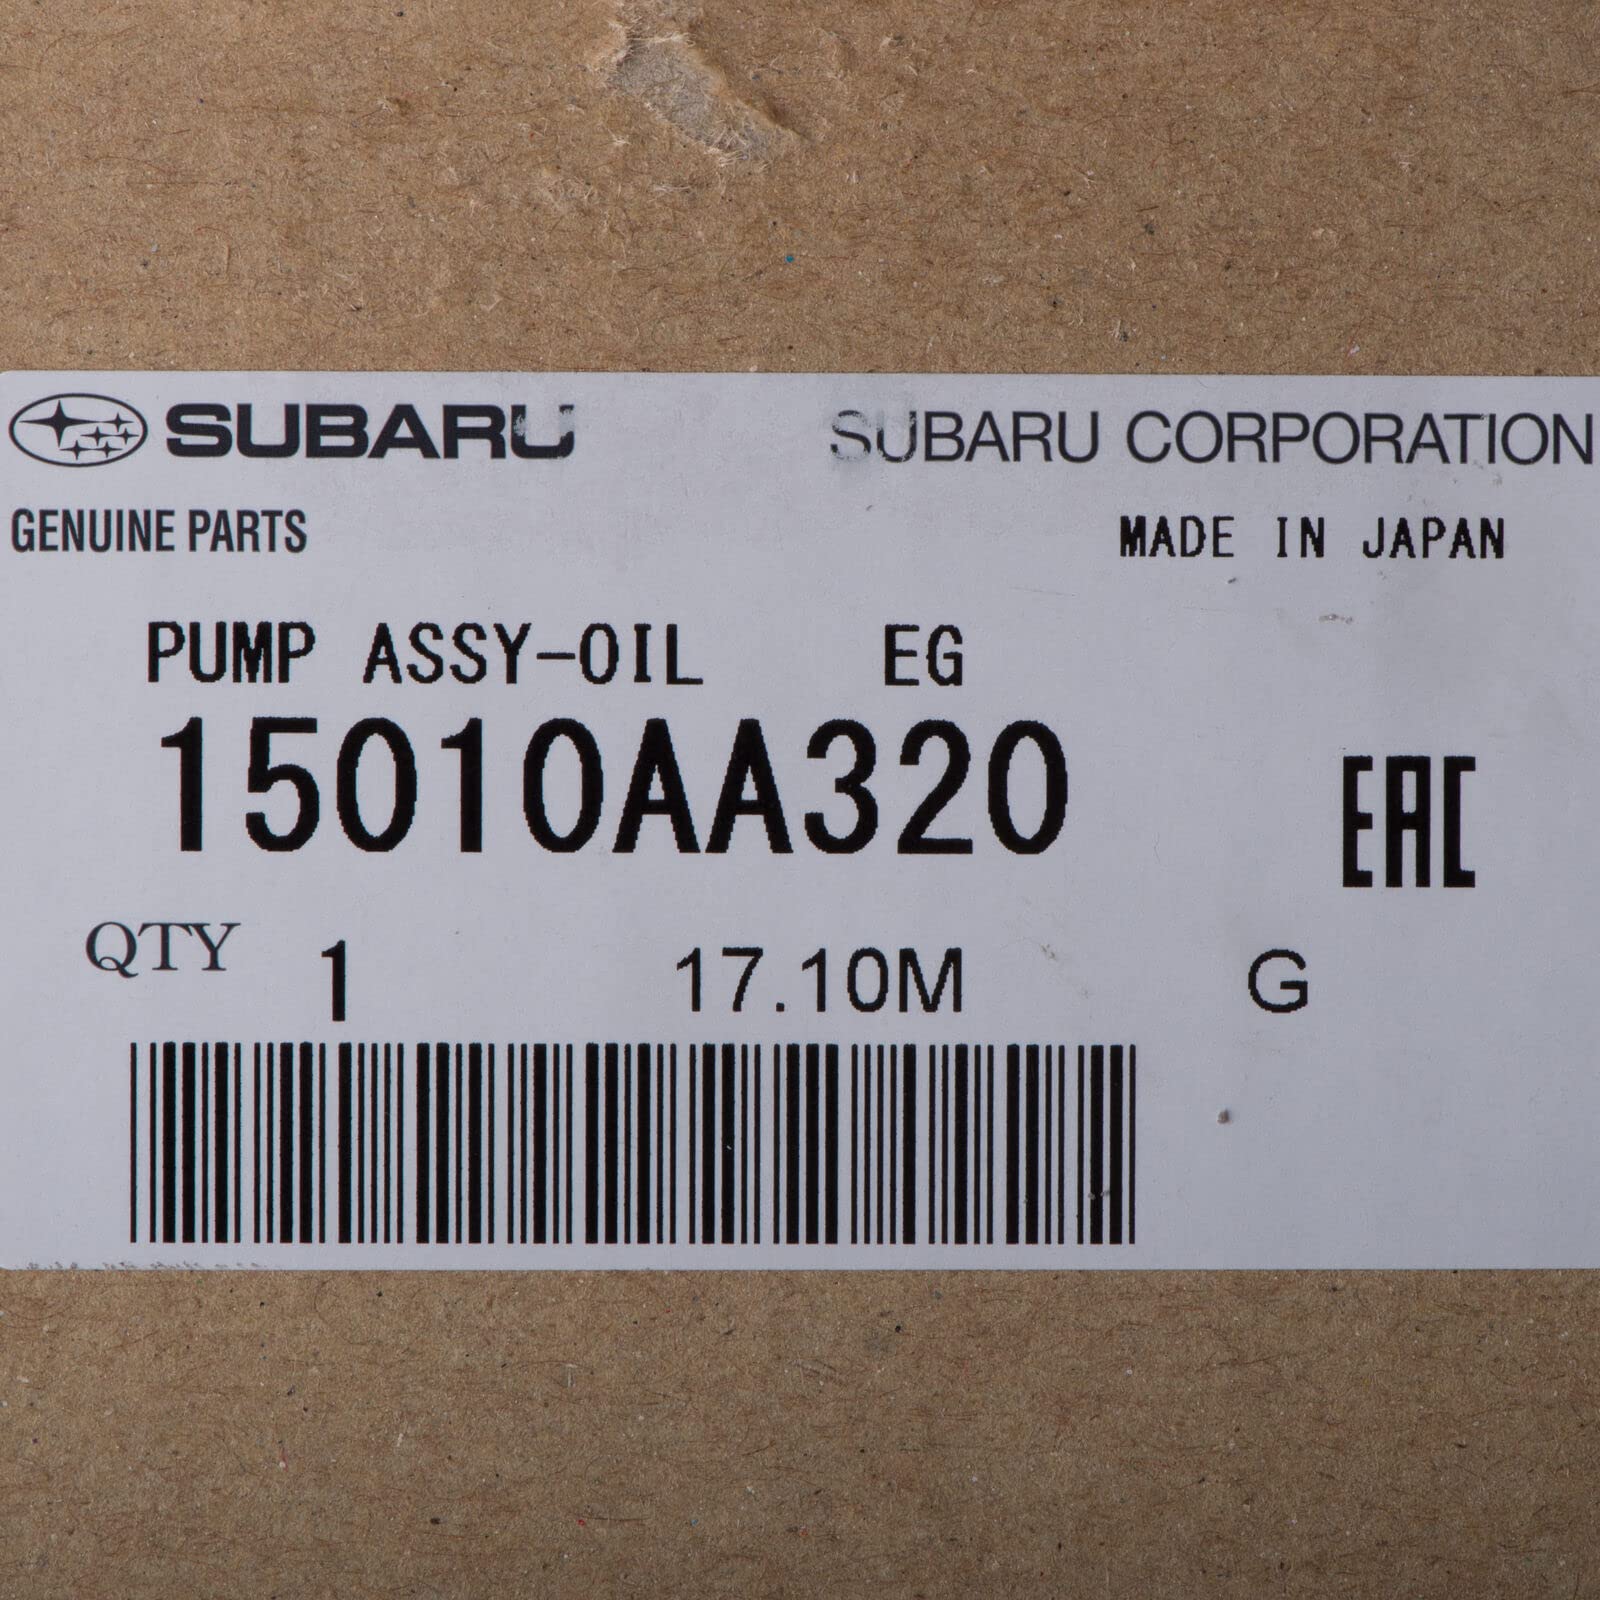 SUBARU SUBARU CORPORATION
GENUINE PARTS MADE IN JAPAN
PUMP ASSY-OIL EG
15010AA320
EAC
QTY 1 17.10M G